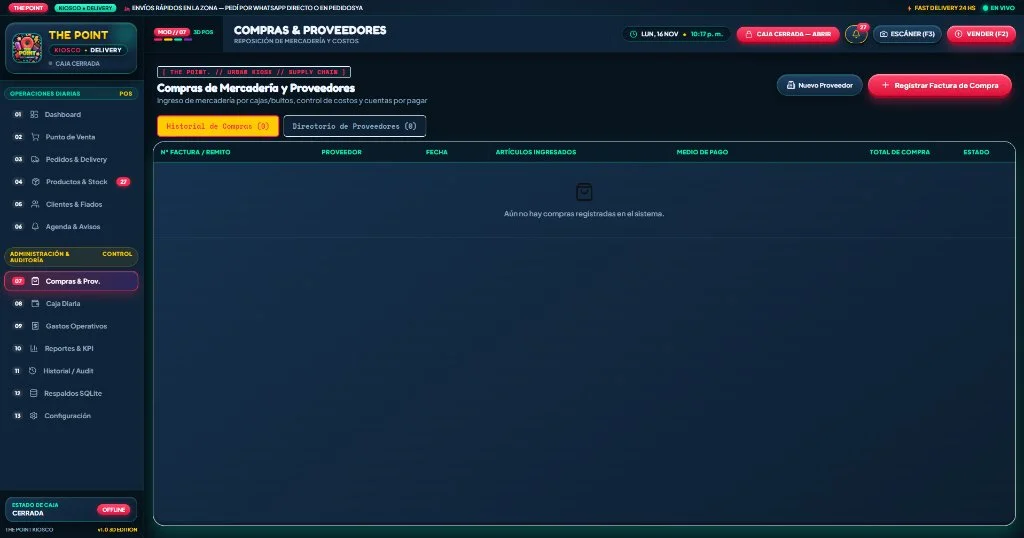 THE POINT KIOSCO & DELIVERY ENVÍOS RÁPIDOS EN LA ZONA — PEDÍ POR WHATSAPP DIRECTO O EN PEDIDOSYA FAST DELIVERY 24 HS EN VIVO
THE POINT
KIOSCO • DELIVERY
CAJA CERRADA
MOD // 07 3D POS
COMPRAS & PROVEEDORES
REPOSICIÓN DE MERCADERÍA Y COSTOS
LUN, 16 NOV • 10:17 p. m.
CAJA CERRADA — ABRIR
27
ESCÁNER (F3)
VENDER (F2)
OPERACIONES DIARIAS POS
01 Dashboard
02 Punto de Venta
03 Pedidos & Delivery
04 Productos & Stock 27
05 Clientes & Fiados
06 Agenda & Avisos
ADMINISTRACIÓN & AUDITORÍA CONTROL
07 Compras & Prov.
08 Caja Diaria
09 Gastos Operativos
10 Reportes & KPI
11 Historial / Audit
12 Respaldos SQLite
13 Configuración
ESTADO DE CAJA
CERRADA
OFFLINE
THE POINT KIOSCO v1.0 3D EDITION
[ THE POINT. // URBAN KIOSK // SUPPLY CHAIN ]
Compras de Mercadería y Proveedores
Ingreso de mercadería por cajas/bultos, control de costos y cuentas por pagar
Nuevo Proveedor
+ Registrar Factura de Compra
Historial de Compras (0)
Directorio de Proveedores (0)
N° FACTURA / REMITO PROVEEDOR FECHA ARTÍCULOS INGRESADOS MEDIO DE PAGO TOTAL DE COMPRA ESTADO
Aún no hay compras registradas en el sistema.